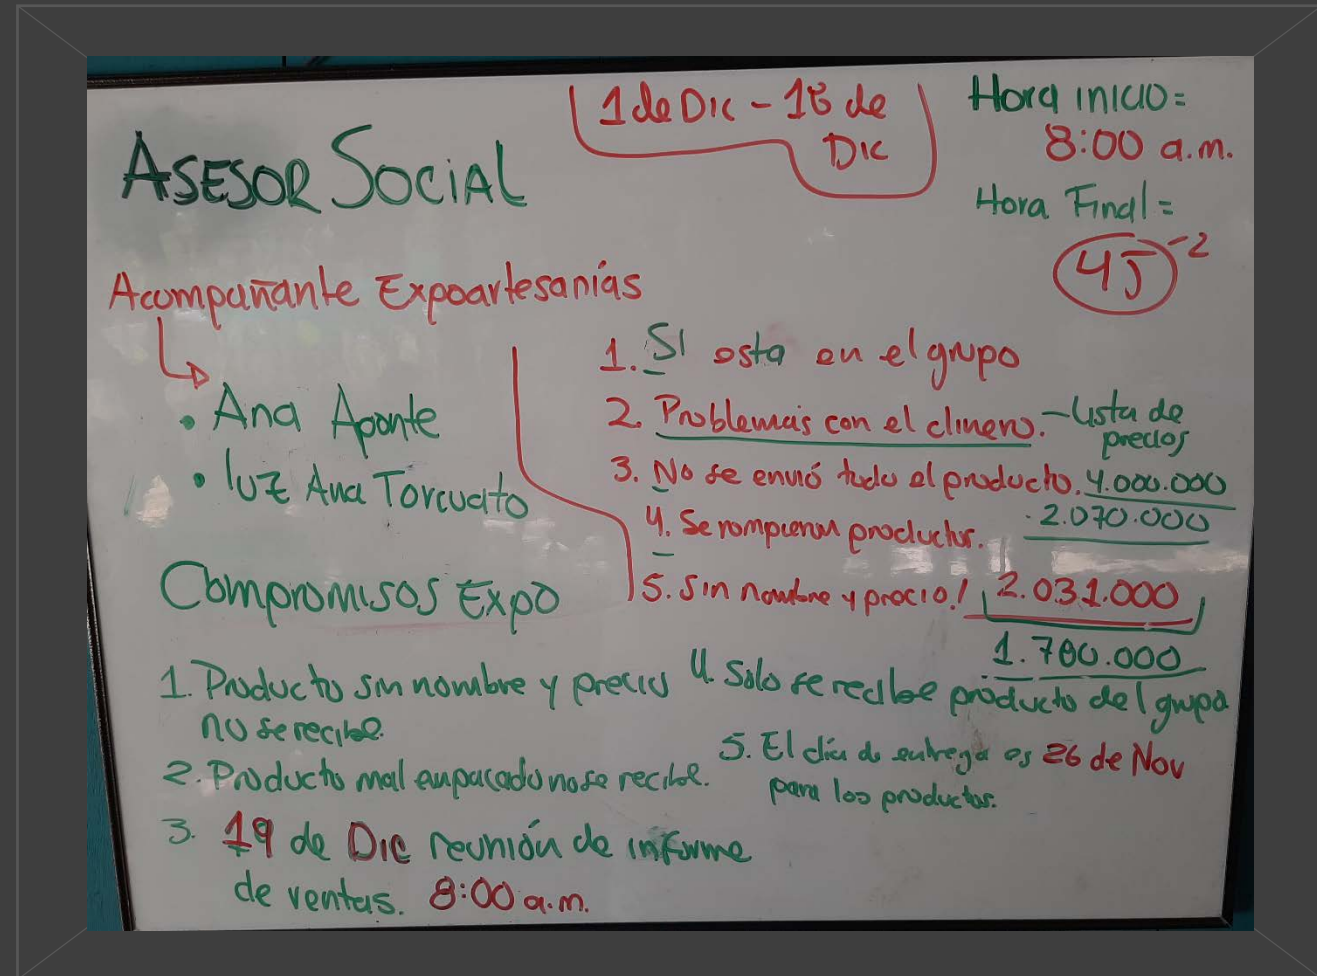 ASESOR SOCIAL
1 de Dic - 18 de
Dic
Hora inicio =
8:00 a.m.
Hora Final =
45 -2
Acompañante Expoartesanías
• Ana Aponte
• luz Ana Torcuato
1. SI esta en el grupo
2. Problemas con el dinero. - lista de
precios
3. No se envió todo el producto. 4.000.000
4. Se rompieron productos. 2.070.000
5. Sin nombre y precio! 2.031.000
1.780.000
Compromisos Expo
1. Producto sin nombre y precio
no se recibe.
2. Producto mal empacado no se recibe.
3. 19 de Dic reunión de informe
de ventas. 8:00 a.m.
4. Solo se recibe producto del grupo
5. El día de entrega es 26 de Nov
para los productos.